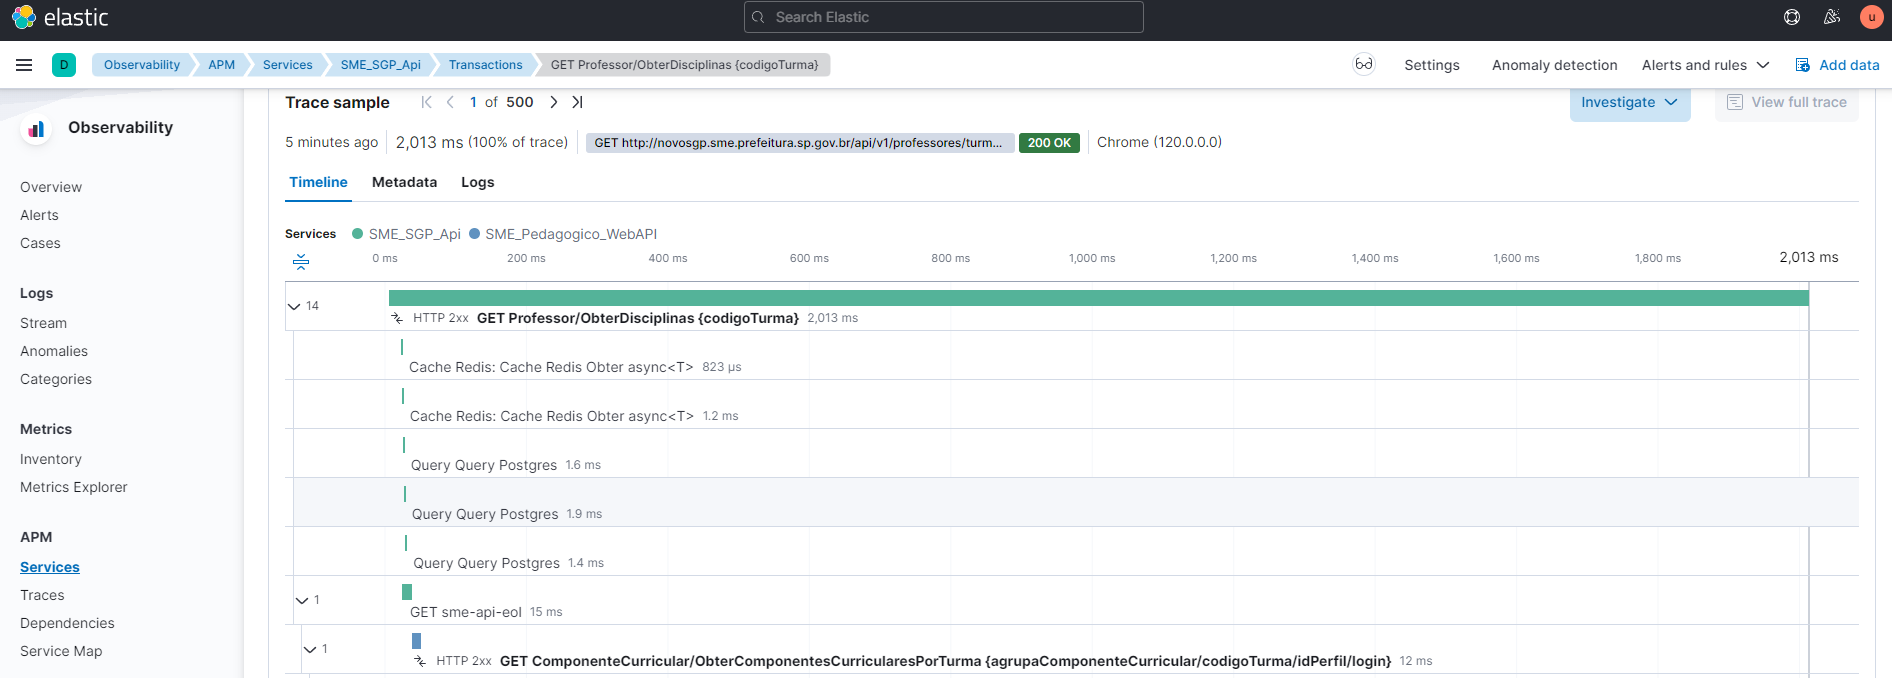 elastic
Search Elastic
u
D
Observability
APM
Services
SME_SGP_Api
Transactions
GET Professor/ObterDisciplinas {codigoTurma}
Settings
Anomaly detection
Alerts and rules
Add data
Observability
Overview
Alerts
Cases
Logs
Stream
Anomalies
Categories
Metrics
Inventory
Metrics Explorer
APM
Services
Traces
Dependencies
Service Map
Trace sample
1 of 500
Investigate
View full trace
5 minutes ago
2,013 ms (100% of trace)
GET http://novosgp.sme.prefeitura.sp.gov.br/api/v1/professores/turm...
200 OK
Chrome (120.0.0.0)
Timeline
Metadata
Logs
Services
SME_SGP_Api
SME_Pedagogico_WebAPI
0 ms
200 ms
400 ms
600 ms
800 ms
1,000 ms
1,200 ms
1,400 ms
1,600 ms
1,800 ms
2,013 ms
14
HTTP 2xx GET Professor/ObterDisciplinas {codigoTurma} 2,013 ms
Cache Redis: Cache Redis Obter async<T> 823 µs
Cache Redis: Cache Redis Obter async<T> 1.2 ms
Query Query Postgres 1.6 ms
Query Query Postgres 1.9 ms
Query Query Postgres 1.4 ms
1
GET sme-api-eol 15 ms
1
HTTP 2xx GET ComponenteCurricular/ObterComponentesCurricularesPorTurma {agrupaComponenteCurricular/codigoTurma/idPerfil/login} 12 ms